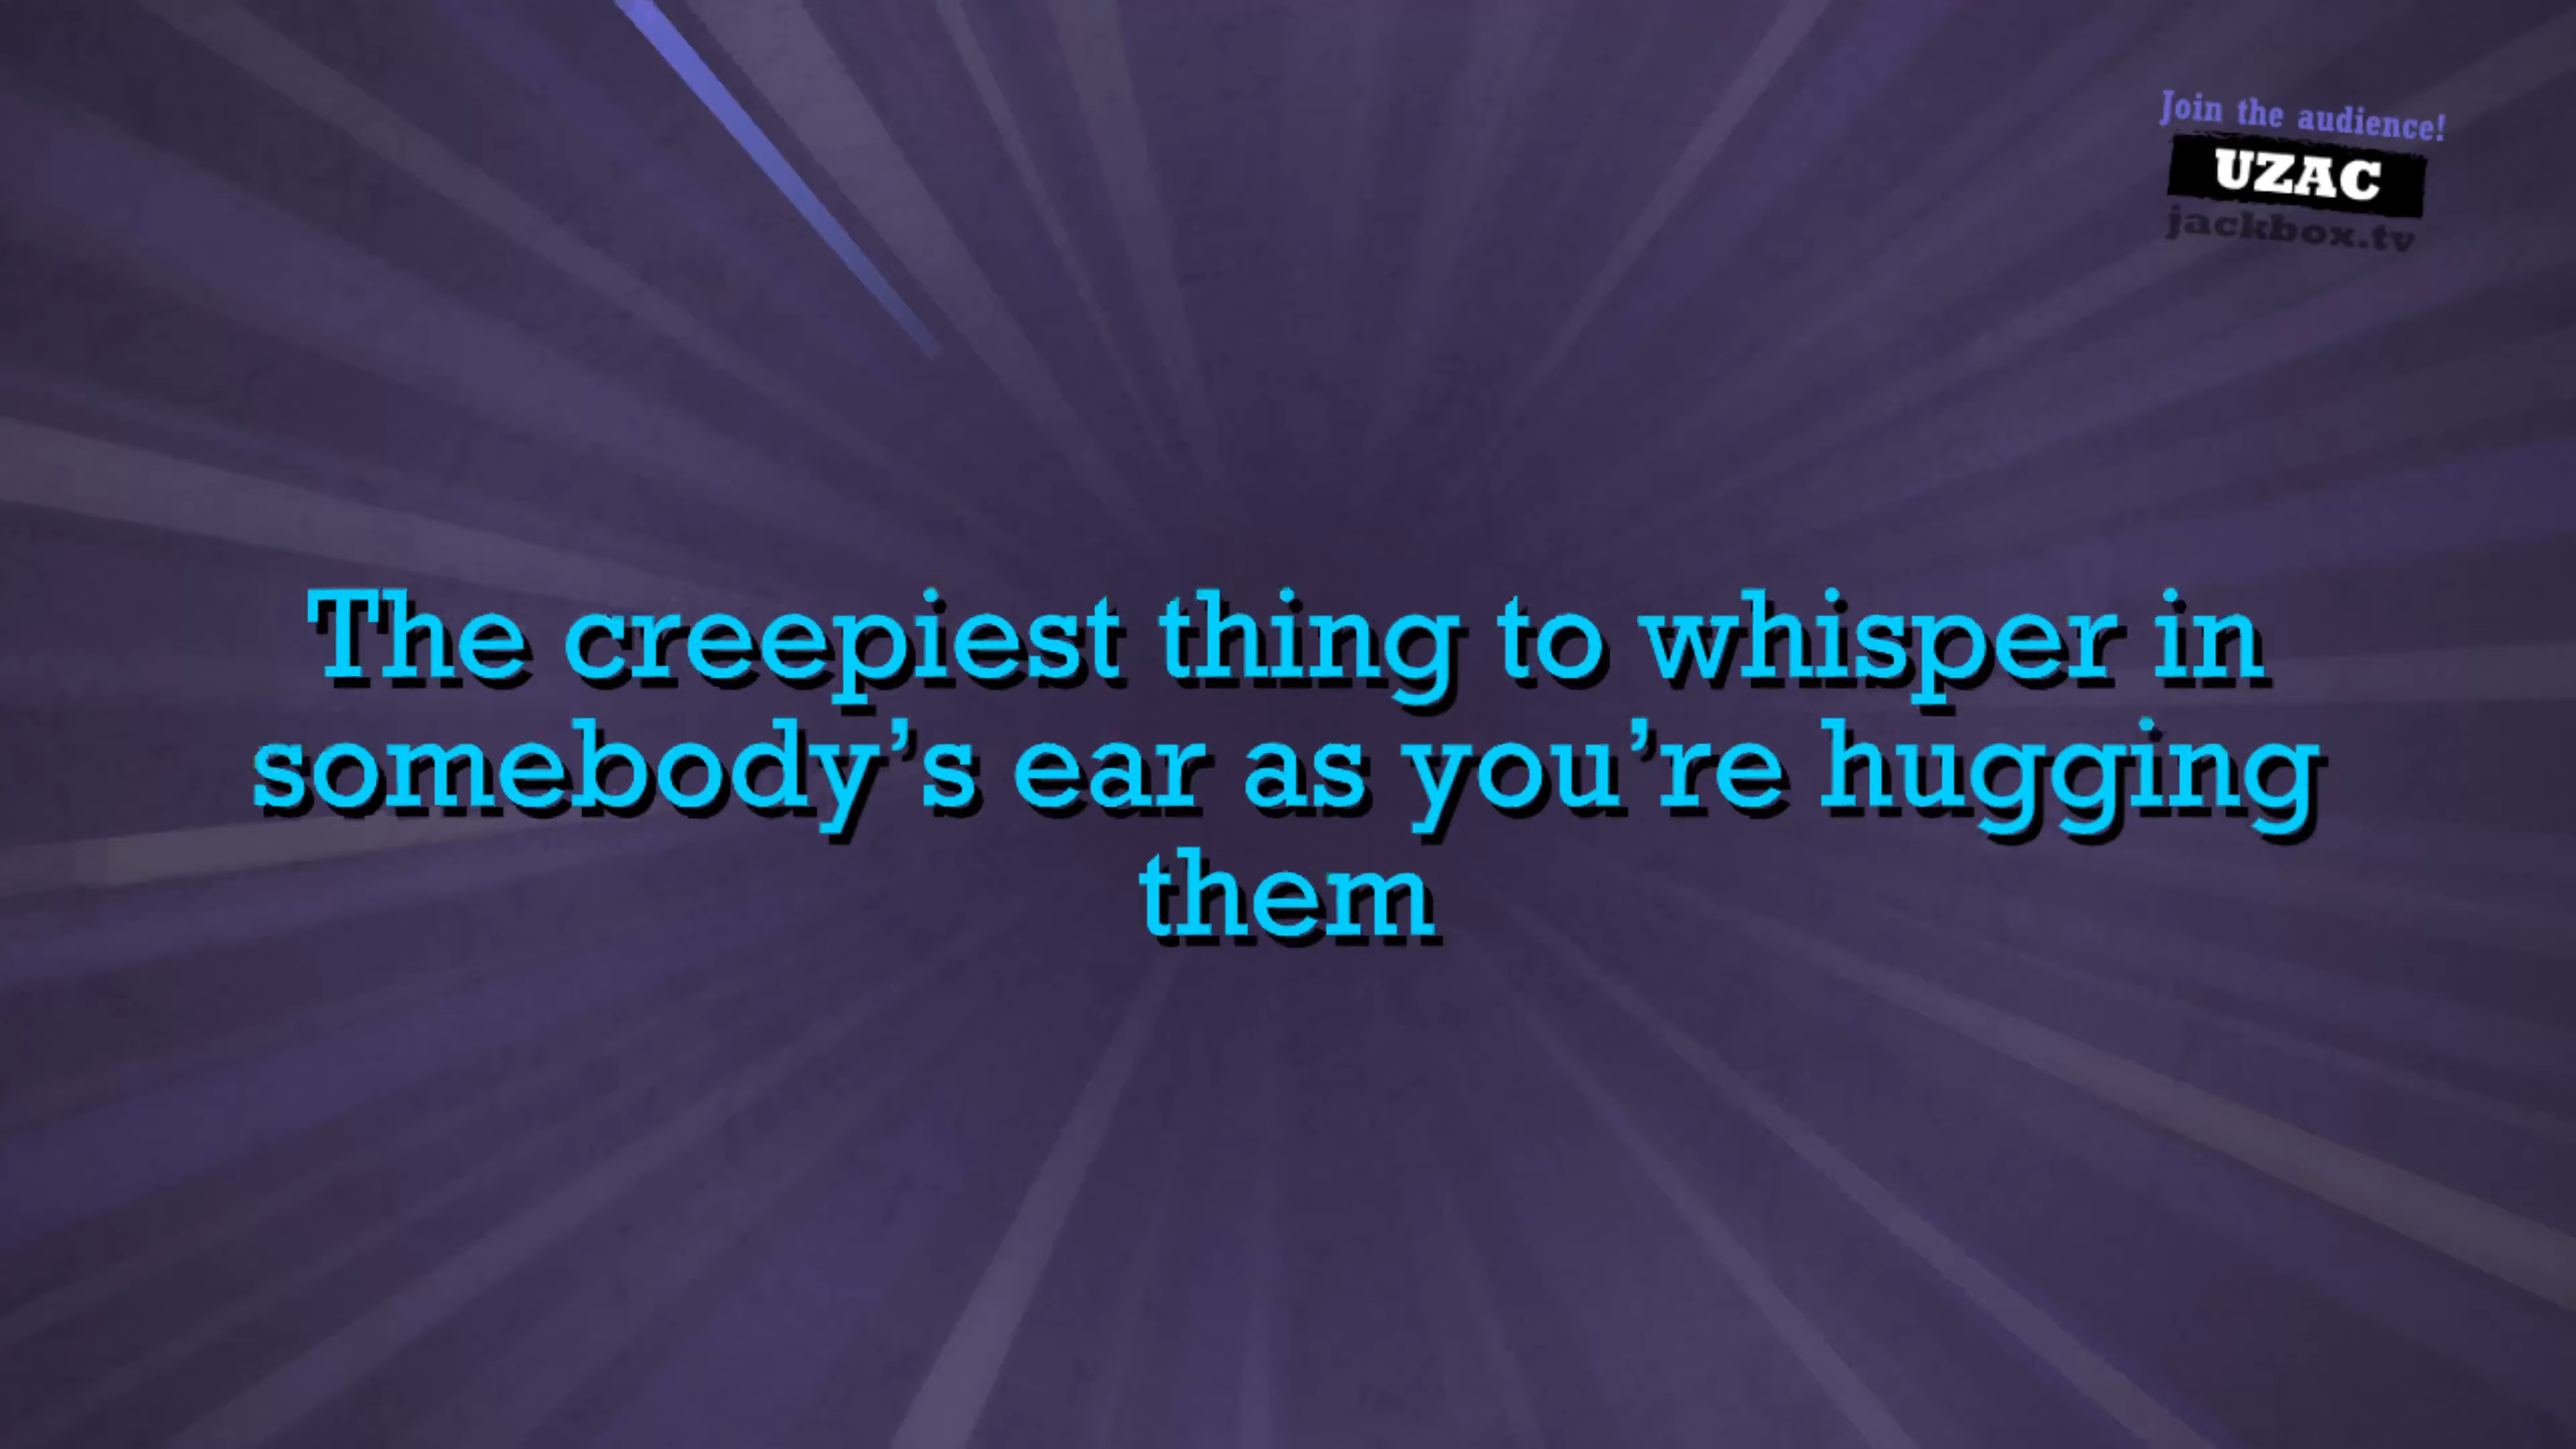 Join the audience!
UZAC
jackbox.tv
The creepiest thing to whisper in
somebody’s ear as you’re hugging
them